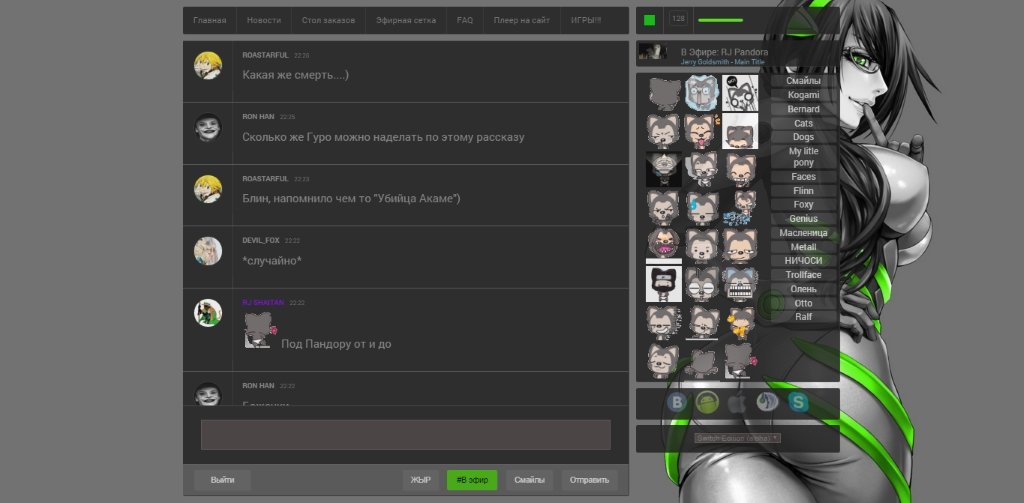 Главная Новости Стол заказов Эфирная сетка FAQ Плеер на сайт ИГРЫ!!!
128
ROASTARFUL 22:26
Какая же смерть....)
RON HAN 22:25
Сколько же Гуро можно наделать по этому рассказу
ROASTARFUL 22:23
Блин, напомнило чем то "Убийца Акаме")
DEVIL_FOX 22:22
*случайно*
RJ SHAITAN 22:22
Под Пандору от и до
RON HAN 22:22
Выйти
ЖЫР
#В эфир
Смайлы
Отправить
В Эфире: RJ Pandora
Jerry Goldsmith - Main Title
Смайлы
Kogami
Bernard
Cats
Dogs
My litle
pony
Faces
Flinn
Foxy
Genius
Масленица
Metall
НИЧОСИ
Trollface
Олень
Otto
Ralf
Switch-Edition (alpha)